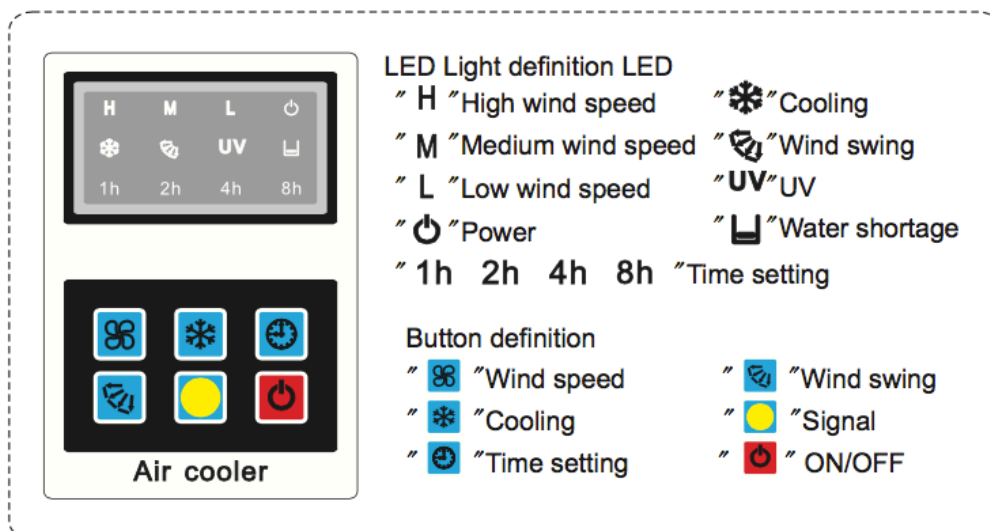 H M L
UV
1h 2h 4h 8h
Air cooler
LED Light definition LED
" H "High wind speed
" M "Medium wind speed
" L "Low wind speed
" "Power
" "Cooling
" "Wind swing
" UV"UV
" "Water shortage
" 1h 2h 4h 8h "Time setting
Button definition
" "Wind speed
" "Cooling
" "Time setting
" "Wind swing
" "Signal
" " ON/OFF